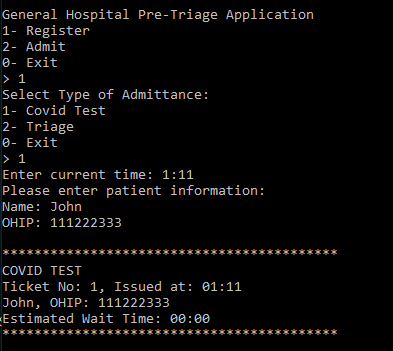 General Hospital Pre-Triage Application
1- Register
2- Admit
0- Exit
> 1
Select Type of Admittance:
1- Covid Test
2- Triage
0- Exit
> 1
Enter current time: 1:11
Please enter patient information:
Name: John
OHIP: 111222333

******************************************
COVID TEST
Ticket No: 1, Issued at: 01:11
John, OHIP: 111222333
Estimated Wait Time: 00:00
******************************************